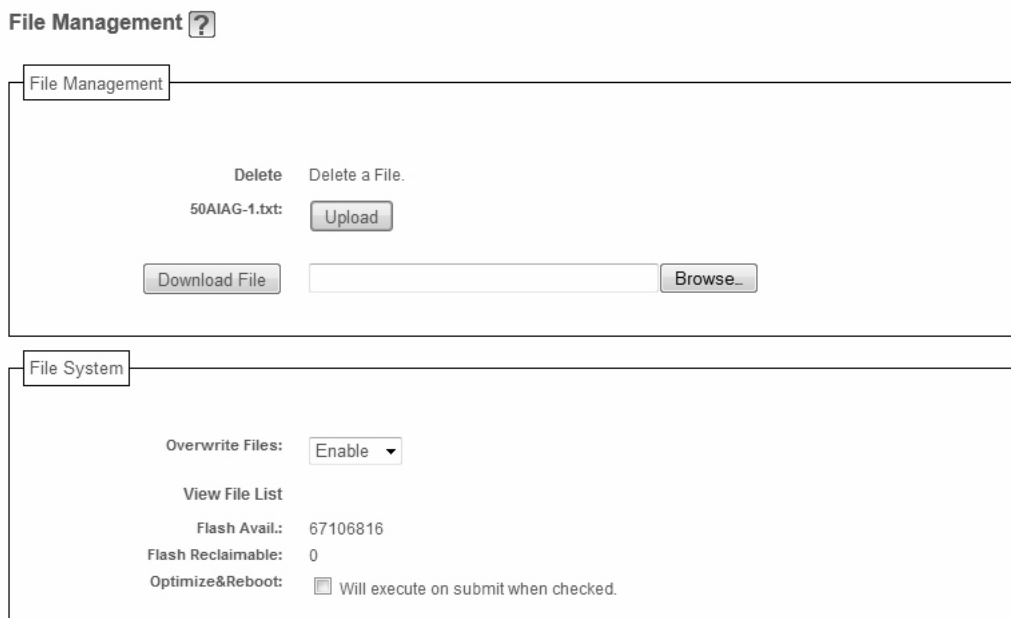 File Management ?
File Management
Delete Delete a File.
50AIAG-1.txt: Upload
Download File Browse...
File System
Overwrite Files: Enable
View File List
Flash Avail.: 67106816
Flash Reclaimable: 0
Optimize&Reboot: Will execute on submit when checked.